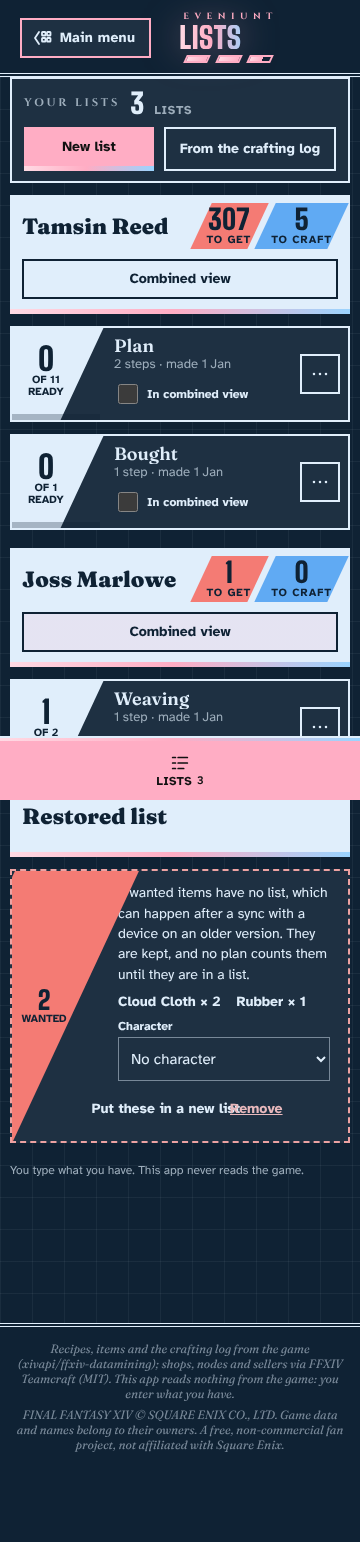 Main menu
EVENIUNT
LISTS
YOUR LISTS 3 LISTS
New list
From the crafting log
Tamsin Reed
307 TO GET
5 TO CRAFT
Combined view
0 OF 11 READY
Plan
2 steps · made 1 Jan
In combined view
...
0 OF 1 READY
Bought
1 step · made 1 Jan
In combined view
...
Joss Marlowe
1 TO GET
0 TO CRAFT
Combined view
1 OF 2
Weaving
1 step · made 1 Jan
...
LISTS 3
Restored list
2 WANTED
wanted items have no list, which
can happen after a sync with a
device on an older version. They
are kept, and no plan counts them
until they are in a list.
Cloud Cloth × 2 Rubber × 1
Character
No character
Put these in a new list
Remove
You type what you have. This app never reads the game.
Recipes, items and the crafting log from the game
(xivapi/ffxiv-datamining); shops, nodes and sellers via FFXIV
Teamcraft (MIT). This app reads nothing from the game: you
enter what you have.
FINAL FANTASY XIV © SQUARE ENIX CO., LTD. Game data
and names belong to their owners. A free, non-commercial fan
project, not affiliated with Square Enix.